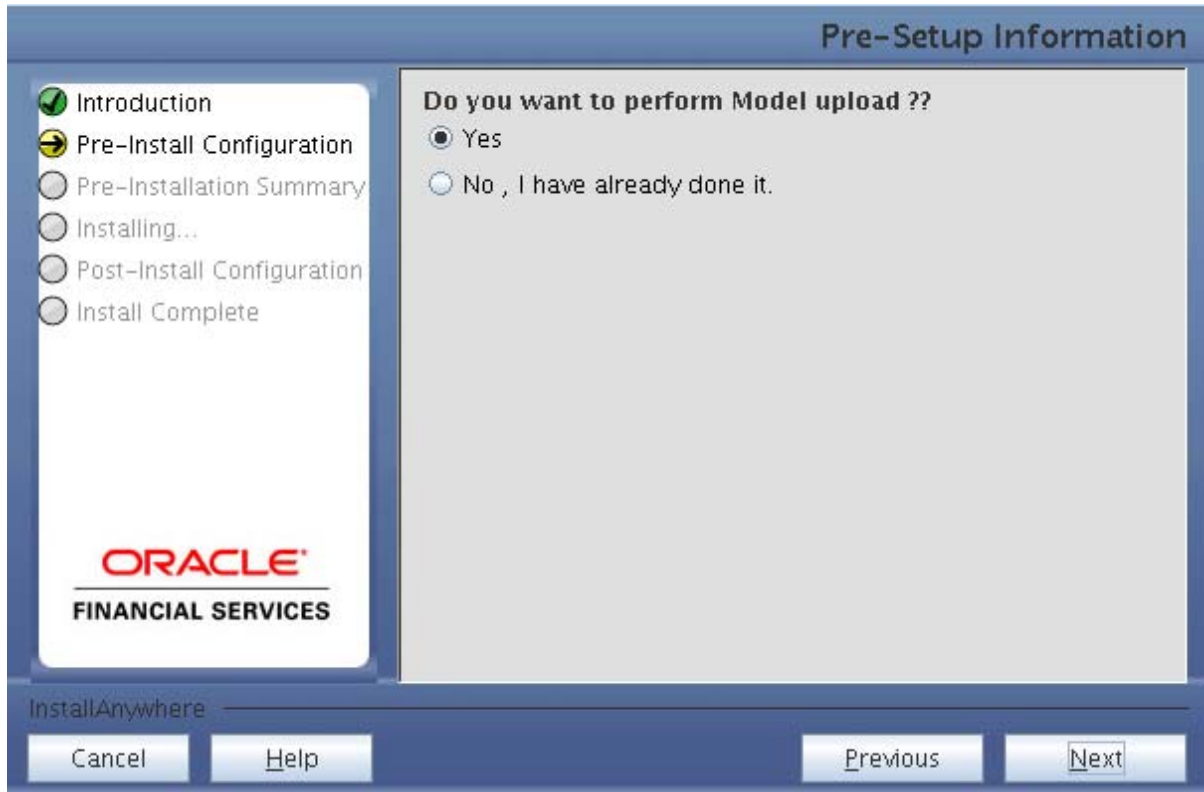 Pre-Setup Information
Introduction
Pre-Install Configuration
Pre-Installation Summary
Installing...
Post-Install Configuration
Install Complete
ORACLE
FINANCIAL SERVICES
Do you want to perform Model upload ??
Yes
No , I have already done it.
InstallAnywhere
Cancel
Help
Previous
Next